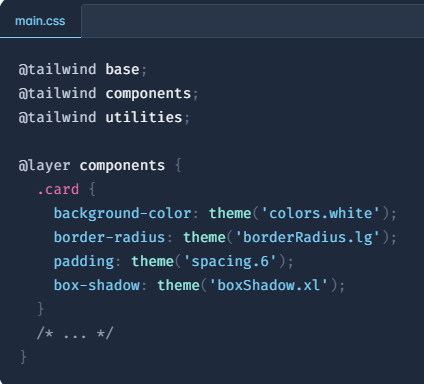 main.css
@tailwind base;
@tailwind components;
@tailwind utilities;
@layer components {
.card {
background-color: theme('colors.white');
border-radius: theme('borderRadius.lg');
padding: theme('spacing.6');
box-shadow: theme('boxShadow.xl');
}
/* ... */
}